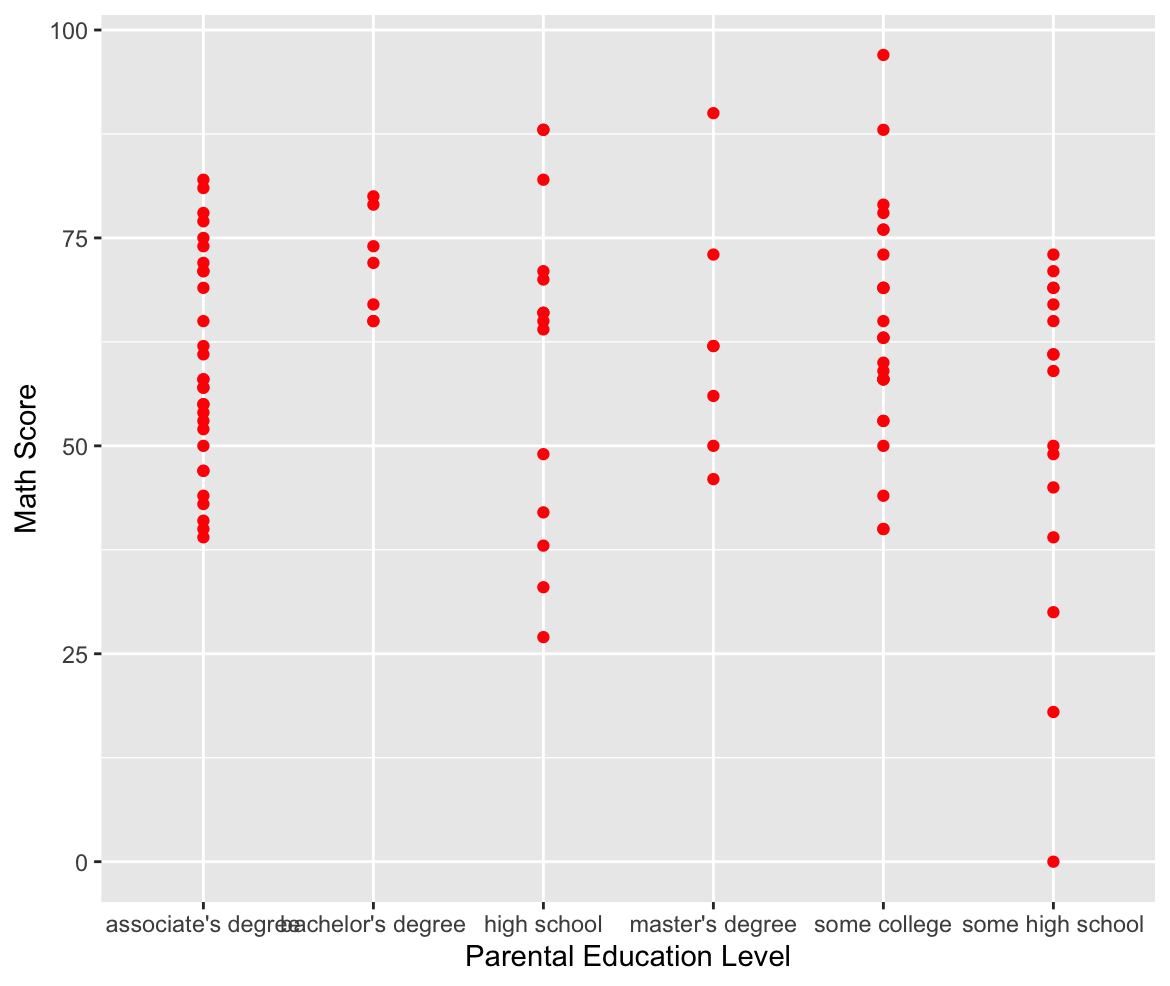 100
75
50
25
0
Math Score
associate's degree bachelor's degree high school master's degree some college some high school
Parental Education Level